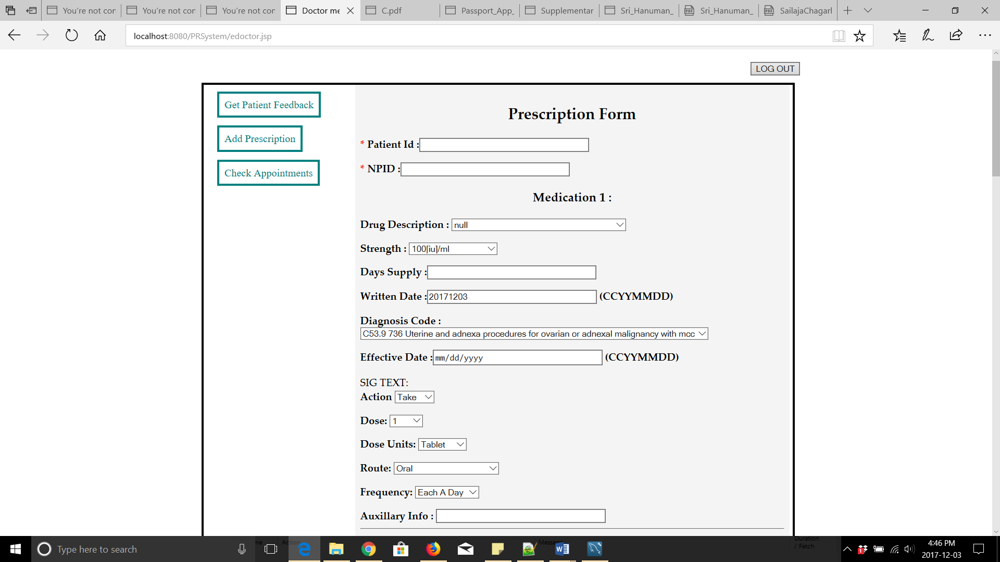 You're not cor
You're not cor
You're not cor
Doctor me
C.pdf
Passport_App_
Supplementar
Sri_Hanuman_
PDF
Sri_Hanuman_
PDF
SailajaChagarl
localhost:8080/PRSystem/edoctor.jsp
LOG OUT
Get Patient Feedback
Add Prescription
Check Appointments
Prescription Form
* Patient Id :
* NPID :
Medication 1 :
Drug Description : null
Strength : 100[iu]/ml
Days Supply :
Written Date : 20171203 (CCYYMMDD)
Diagnosis Code :
C53.9 736 Uterine and adnexa procedures for ovarian or adnexal malignancy with mcc
Effective Date : mm/dd/yyyy (CCYYMMDD)
SIG TEXT:
Action Take
Dose: 1
Dose Units: Tablet
Route: Oral
Frequency: Each A Day
Auxillary Info :
Type here to search
Duration
/ Fetch
4:46 PM
2017-12-03